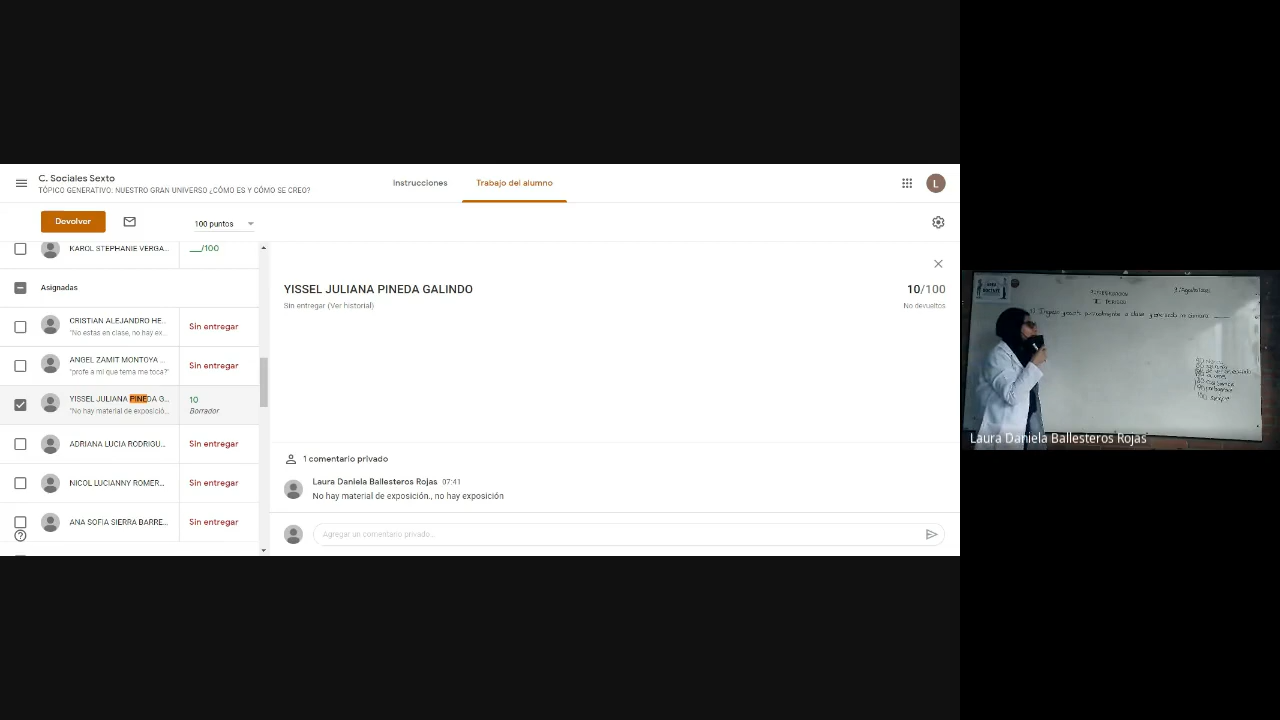 C. Sociales Sexto
TÓPICO GENERATIVO: NUESTRO GRAN UNIVERSO ¿CÓMO ES Y CÓMO SE CREO?
Instrucciones
Trabajo del alumno
L
Devolver
100 puntos
KAROL STEPHANIE VERGA...
__/100
Asignadas
CRISTIAN ALEJANDRO HE...
"No estas en clase, no hay ex...
Sin entregar
ANGEL ZAMIT MONTOYA ...
"profe a mi que tema me toca?"
Sin entregar
YISSEL JULIANA PINEDA G...
"No hay material de exposició...
10
Borrador
ADRIANA LUCIA RODRIGU...
Sin entregar
NICOL LUCIANNY ROMER...
Sin entregar
ANA SOFIA SIERRA BARRE...
Sin entregar
YISSEL JULIANA PINEDA GALINDO
Sin entregar (Ver historial)
10/100
No devueltos
1 comentario privado
Laura Daniela Ballesteros Rojas 07:41
No hay material de exposición., no hay exposición
Agregar un comentario privado...
Laura Daniela Ballesteros Rojas